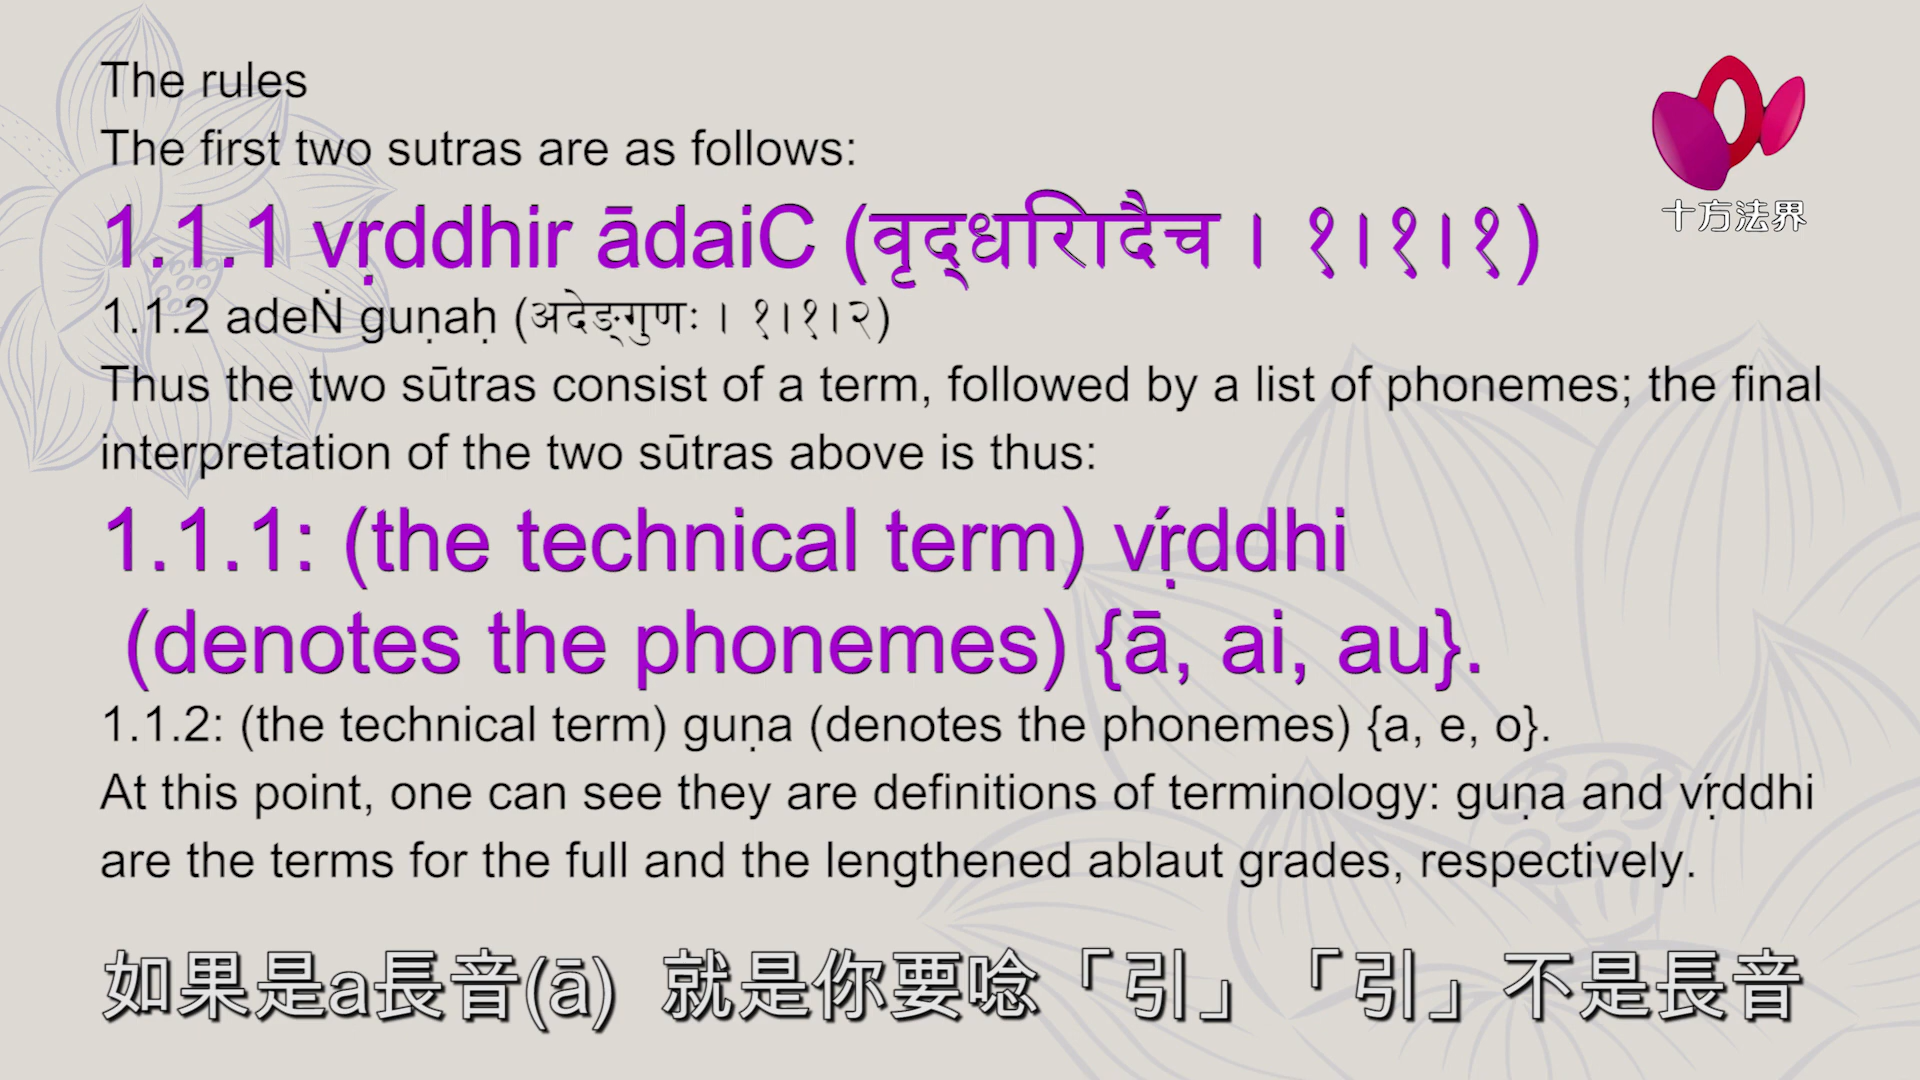 The rules
The first two sutras are as follows:
1.1.1 vṛddhir ādaiC (वृद्धिरादैच । १।१।१)
十方法界
1.1.2 adeṄ guṇaḥ (अदेङ्गुणः । १।१।२)
Thus the two sūtras consist of a term, followed by a list of phonemes; the final
interpretation of the two sūtras above is thus:
1.1.1: (the technical term) vṛ́ddhi
(denotes the phonemes) {ā, ai, au}.
1.1.2: (the technical term) guṇa (denotes the phonemes) {a, e, o}.
At this point, one can see they are definitions of terminology: guṇa and vṛ́ddhi
are the terms for the full and the lengthened ablaut grades, respectively.
如果是a長音(ā) 就是你要唸「引」「引」不是長音